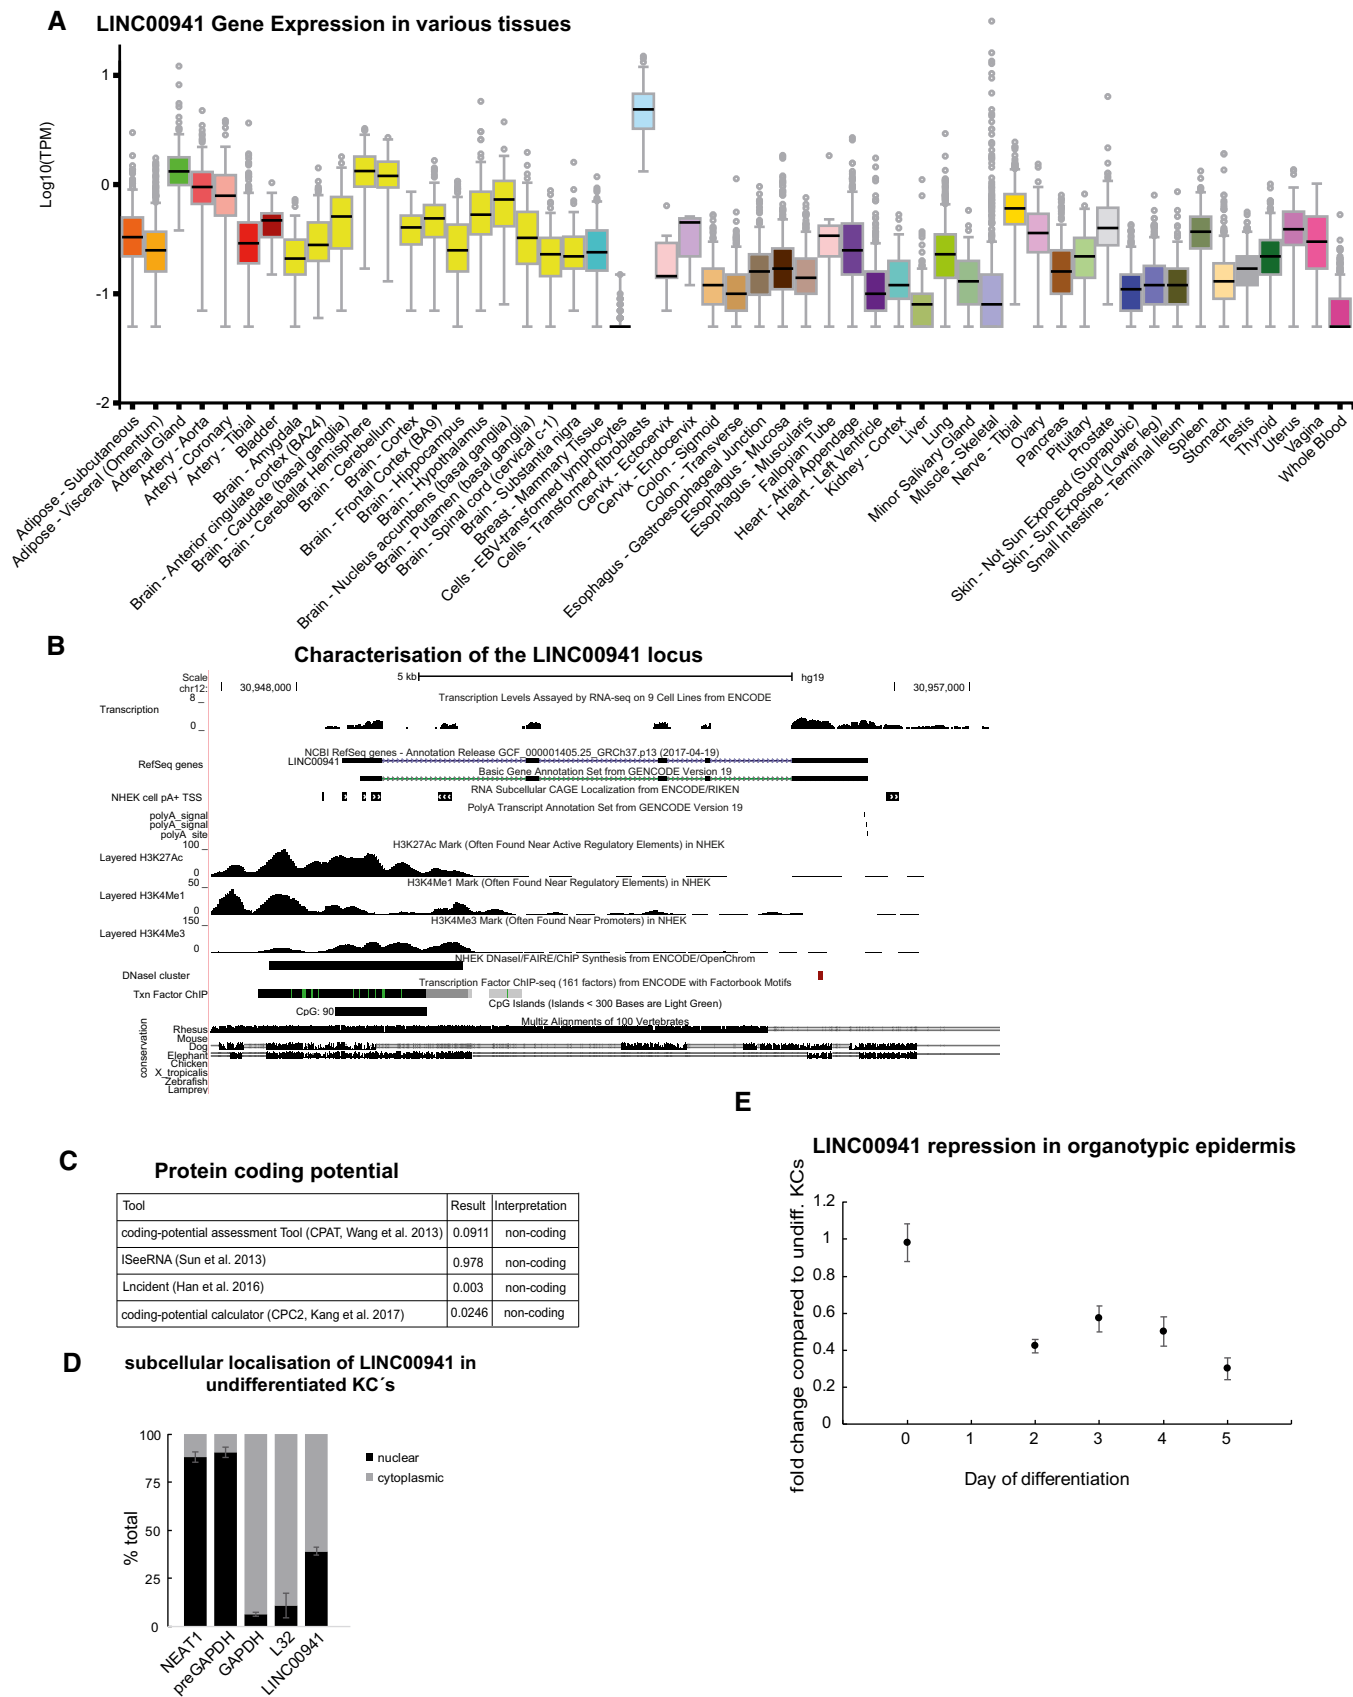 A
LINC00941 Gene Expression in various tissues
Log10(TPM)
1
0
-1
-2
Adipose - Subcutaneous
Adipose - Visceral (Omentum)
Adrenal Gland
Artery - Aorta
Artery - Coronary
Artery - Tibial
Bladder
Brain - Amygdala
Brain - Anterior cingulate cortex (BA24)
Brain - Caudate (basal ganglia)
Brain - Cerebellar Hemisphere
Brain - Cerebellum
Brain - Cortex
Brain - Frontal Cortex (BA9)
Brain - Hippocampus
Brain - Hypothalamus
Brain - Nucleus accumbens (basal ganglia)
Brain - Putamen (basal ganglia)
Brain - Spinal cord (cervical c-1)
Brain - Substantia nigra
Breast - Mammary Tissue
Cells - EBV-transformed lymphocytes
Cells - Transformed fibroblasts
Cervix - Ectocervix
Cervix - Endocervix
Colon - Sigmoid
Colon - Transverse
Esophagus - Gastroesophageal Junction
Esophagus - Mucosa
Esophagus - Muscularis
Fallopian Tube
Heart - Atrial Appendage
Heart - Left Ventricle
Kidney - Cortex
Liver
Lung
Minor Salivary Gland
Muscle - Skeletal
Nerve - Tibial
Ovary
Pancreas
Pituitary
Prostate
Skin - Not Sun Exposed (Suprapubic)
Skin - Sun Exposed (Lower leg)
Small Intestine - Terminal Ileum
Spleen
Stomach
Testis
Thyroid
Uterus
Vagina
Whole Blood
B
Characterisation of the LINC00941 locus
Scale
5 kb
hg19
chr12:
30,948,000
30,957,000
8
Transcription Levels Assayed by RNA-seq on 9 Cell Lines from ENCODE
Transcription
0
NCBI RefSeq genes - Annotation Release GCF_000001405.25_GRCh37.p13 (2017-04-19)
RefSeq genes
LINC00941
Basic Gene Annotation Set from GENCODE Version 19
RNA Subcellular CAGE Localization from ENCODE/RIKEN
NHEK cell pA+ TSS
PolyA Transcript Annotation Set from GENCODE Version 19
polyA_signal
polyA_signal
polyA_site
100
H3K27Ac Mark (Often Found Near Active Regulatory Elements) in NHEK
Layered H3K27Ac
0
50
H3K4Me1 Mark (Often Found Near Regulatory Elements) in NHEK
Layered H3K4Me1
0
150
H3K4Me3 Mark (Often Found Near Promoters) in NHEK
Layered H3K4Me3
0
NHEK DNaseI/FAIRE/ChIP Synthesis from ENCODE/OpenChrom
DNaseI cluster
Transcription Factor ChIP-seq (161 factors) from ENCODE with Factorbook Motifs
Txn Factor ChIP
CpG Islands (Islands < 300 Bases are Light Green)
CpG: 90
Multiz Alignments of 100 Vertebrates
conservation
Rhesus
Mouse
Dog
Elephant
Chicken
X_tropicalis
Zebrafish
Lamprey
C
Protein coding potential
Tool Result Interpretation
coding-potential assessment Tool (CPAT, Wang et al. 2013) 0.0911 non-coding
ISeeRNA (Sun et al. 2013) 0.978 non-coding
Lncident (Han et al. 2016) 0.003 non-coding
coding-potential calculator (CPC2, Kang et al. 2017) 0.0246 non-coding
D
subcellular localisation of LINC00941 in
undifferentiated KC´s
% total
100
75
50
25
0
nuclear
cytoplasmic
NEAT1
preGAPDH
GAPDH
L32
LINC00941
E
LINC00941 repression in organotypic epidermis
fold change compared to undiff. KCs
1.2
1
0.8
0.6
0.4
0.2
0
0 1 2 3 4 5
Day of differentiation